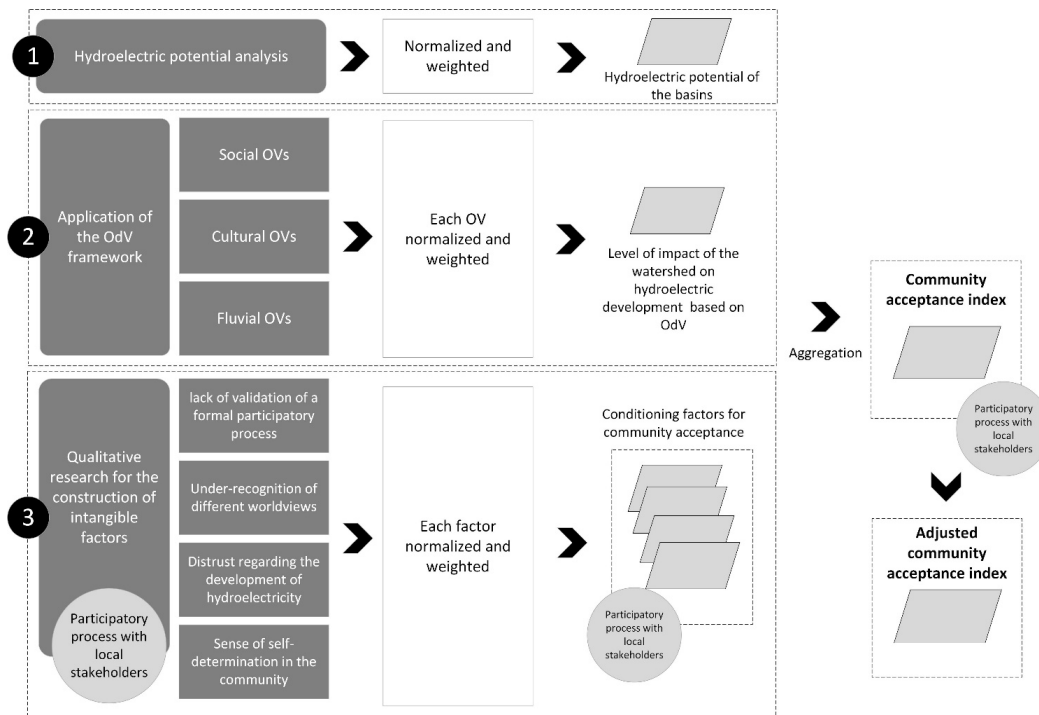 1
Hydroelectric potential analysis
Normalized and
weighted
Hydroelectric potential of
the basins
2
Application of
the OdV
framework
Social OVs
Cultural OVs
Fluvial OVs
Each OV
normalized and
weighted
Level of impact of the
watershed on
hydroelectric
development based on
OdV
3
Qualitative
research for the
construction of
intangible
factors
Participatory
process with
local
stakeholders
lack of validation of a
formal participatory
process
Under-recognition of
different worldviews
Distrust regarding the
development of
hydroelectricity
Sense of self-
determination in the
community
Each factor
normalized and
weighted
Conditioning factors for
community acceptance
Participatory
process with
local
stakeholders
Aggregation
Community
acceptance index
Participatory
process with
local
stakeholders
Adjusted
community
acceptance index